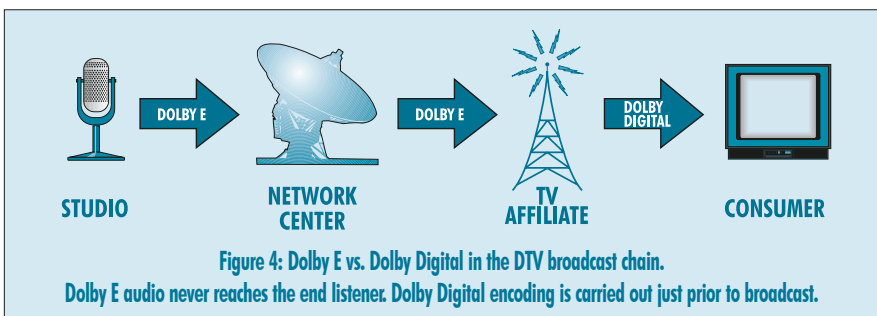 DOLBY E
DOLBY E
DOLBY
DIGITAL
STUDIO
NETWORK
CENTER
TV
AFFILIATE
CONSUMER
Figure 4: Dolby E vs. Dolby Digital in the DTV broadcast chain.
Dolby E audio never reaches the end listener. Dolby Digital encoding is carried out just prior to broadcast.